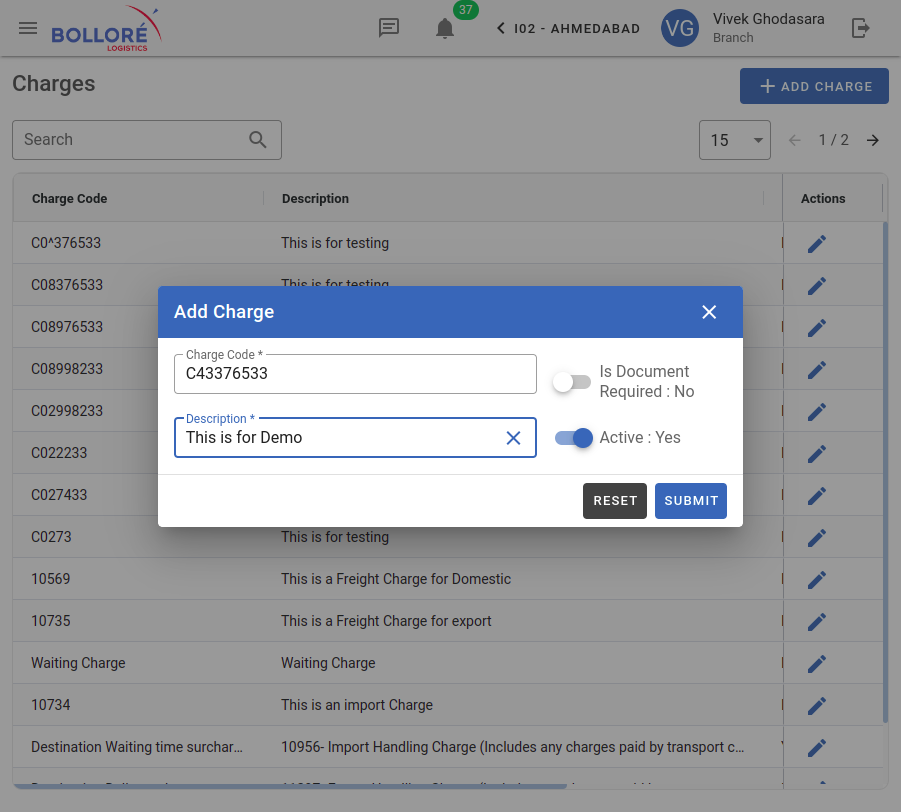 BOLLORÉ
LOGISTICS
37
I02 - AHMEDABAD
VG
Vivek Ghodasara
Branch
Charges
ADD CHARGE
Search
15
1 / 2
Charge Code Description Actions
C0^376533 This is for testing
C08376533 This is for testing
C08976533
C08998233
C02998233
C022233
C027433
C0273 This is for testing
10569 This is a Freight Charge for Domestic
10735 This is a Freight Charge for export
Waiting Charge Waiting Charge
10734 This is an import Charge
Destination Waiting time surchar... 10956- Import Handling Charge (Includes any charges paid by transport c...
Add Charge
Charge Code *
C43376533
Is Document
Required : No
Description *
This is for Demo
Active : Yes
RESET SUBMIT